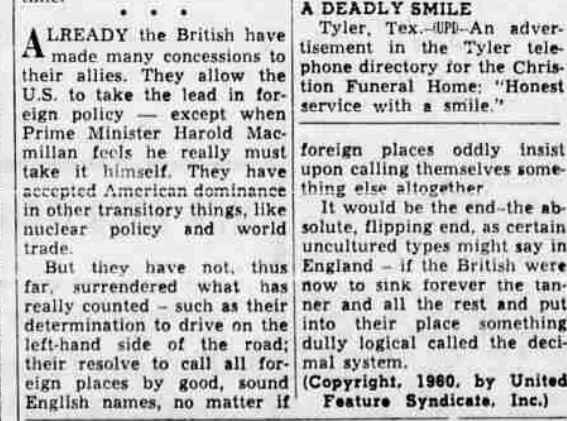 • • •
ALREADY the British have
made many concessions to
their allies. They allow the
U.S. to take the lead in for-
eign policy — except when
Prime Minister Harold Mac-
millan feels he really must
take it himself. They have
accepted American dominance
in other transitory things, like
nuclear policy and world
trade.
But they have not, thus
far, surrendered what has
really counted – such as their
determination to drive on the
left-hand side of the road;
their resolve to call all for-
eign places by good, sound
English names, no matter if
A DEADLY SMILE
Tyler, Tex.–(UPI)–An adver-
tisement in the Tyler tele-
phone directory for the Chris-
tion Funeral Home: "Honest
service with a smile."
foreign places oddly insist
upon calling themselves some-
thing else altogether
It would be the end–the ab-
solute, flipping end, as certain
uncultured types might say in
England – if the British were
now to sink forever the tan-
ner and all the rest and put
into their place something
dully logical called the deci-
mal system.
(Copyright, 1960, by United
Feature Syndicate, Inc.)